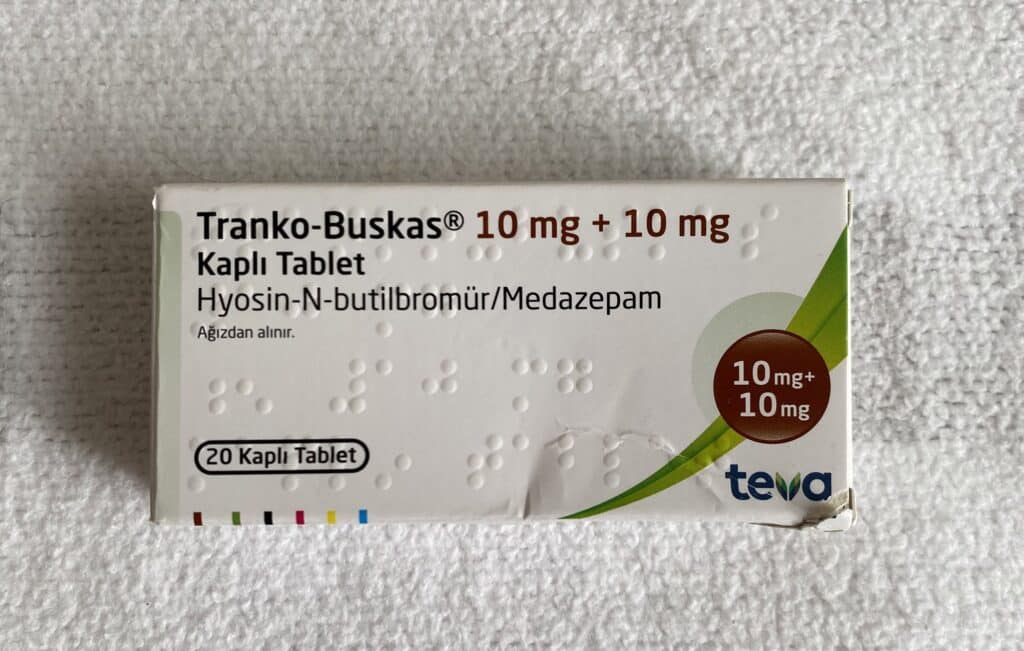 Tranko-Buskas® 10 mg + 10 mg
Kaplı Tablet
Hyosin-N-butilbromür/Medazepam
Ağızdan alınır.
10 mg+
10 mg
20 Kaplı Tablet
teva